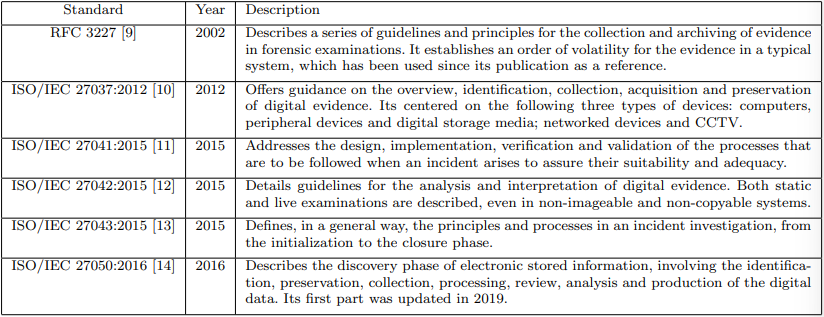 Standard Year Description
RFC 3227 [9] 2002 Describes a series of guidelines and principles for the collection and archiving of evidence
in forensic examinations. It establishes an order of volatility for the evidence in a typical
system, which has been used since its publication as a reference.
ISO/IEC 27037:2012 [10] 2012 Offers guidance on the overview, identification, collection, acquisition and preservation
of digital evidence. Its centered on the following three types of devices: computers,
peripheral devices and digital storage media; networked devices and CCTV.
ISO/IEC 27041:2015 [11] 2015 Addresses the design, implementation, verification and validation of the processes that
are to be followed when an incident arises to assure their suitability and adequacy.
ISO/IEC 27042:2015 [12] 2015 Details guidelines for the analysis and interpretation of digital evidence. Both static
and live examinations are described, even in non-imageable and non-copyable systems.
ISO/IEC 27043:2015 [13] 2015 Defines, in a general way, the principles and processes in an incident investigation, from
the initialization to the closure phase.
ISO/IEC 27050:2016 [14] 2016 Describes the discovery phase of electronic stored information, involving the identifica-
tion, preservation, collection, processing, review, analysis and production of the digital
data. Its first part was updated in 2019.